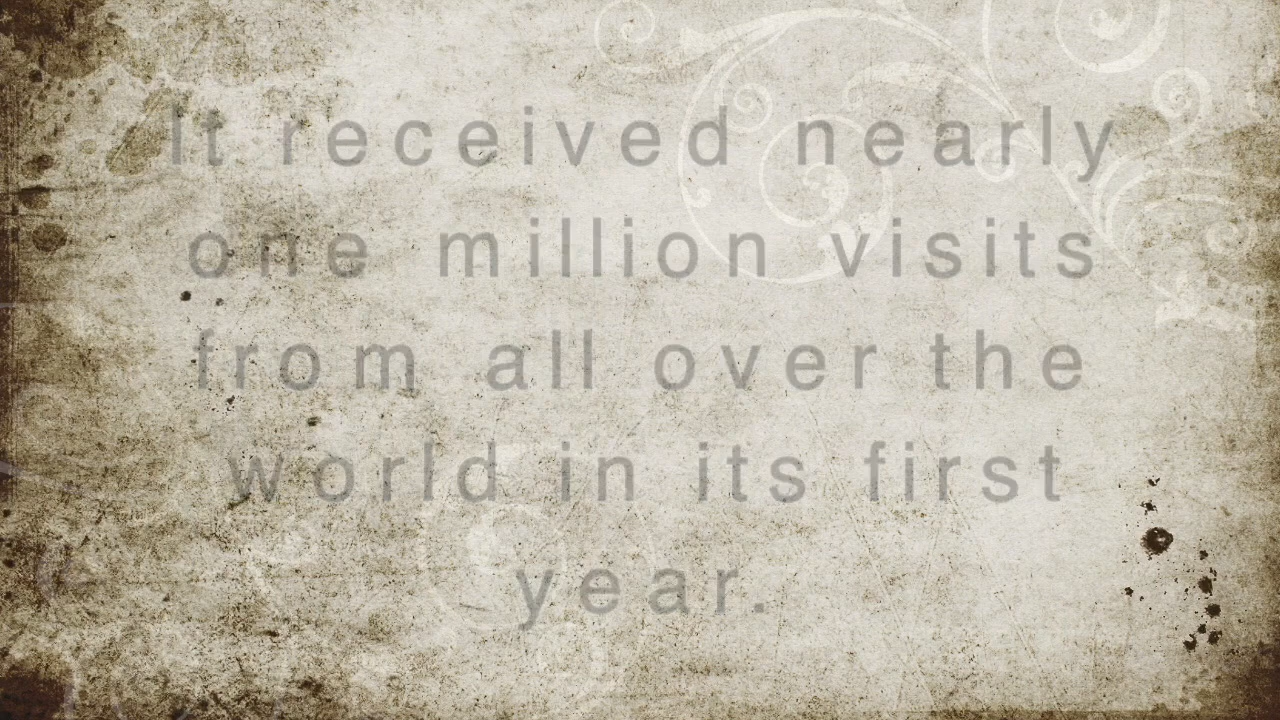 It received nearly
one million visits
from all over the
world in its first
year.